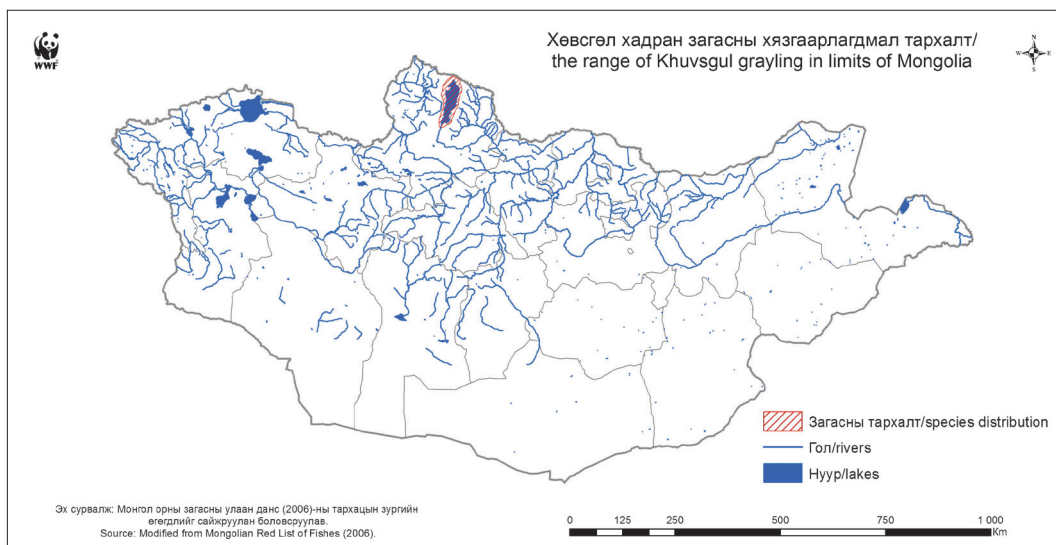 Хөвсгөл хадран загасны хязгаарлагдмал тархалт/
the range of Khuvsgul grayling in limits of Mongolia
WWF
N
W E
S
Загасны тархалт/species distribution
Гол/rivers
Нуур/lakes
Эх сурвалж: Монгол орны загасны улаан данс (2006)-ны тархацын зургийн
өгөгдлийг сайжруулан боловсруулав.
Source: Modified from Mongolian Red List of Fishes (2006).
0 125 250 500 750 1 000
Km